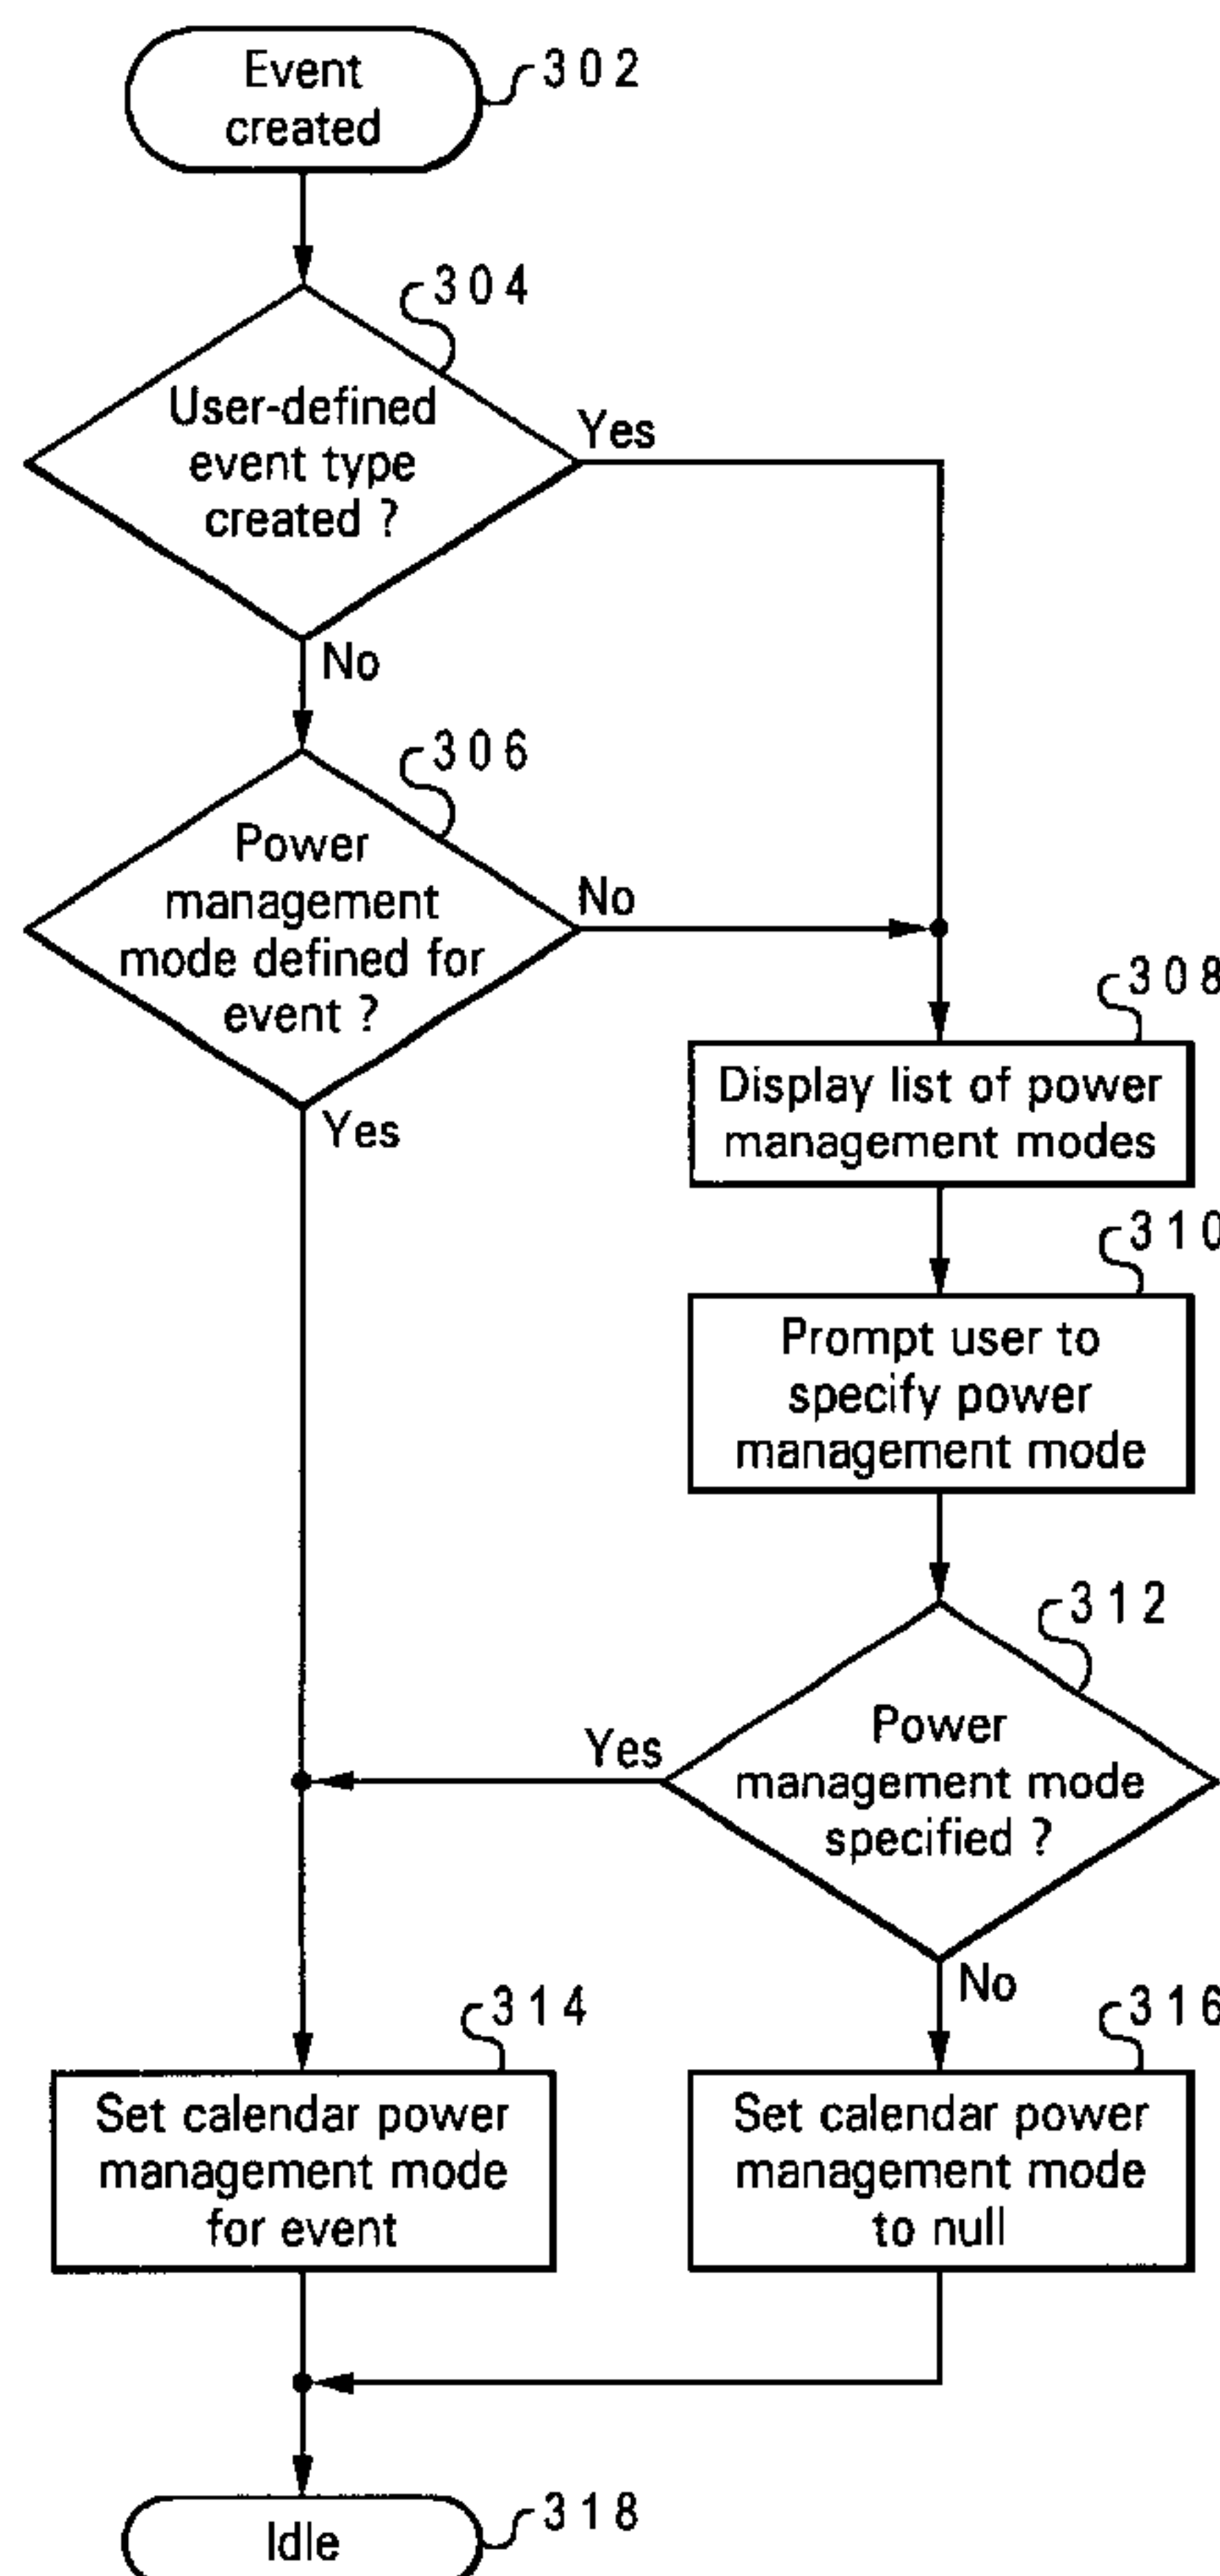 Event
created
302
304
User-defined
event type
created ?
Yes
No
306
Power
management
mode defined for
event ?
No
Yes
308
Display list of power
management modes
310
Prompt user to
specify power
management mode
312
Power
management mode
specified ?
Yes
No
314
Set calendar power
management mode
for event
316
Set calendar power
management mode
to null
Idle
318